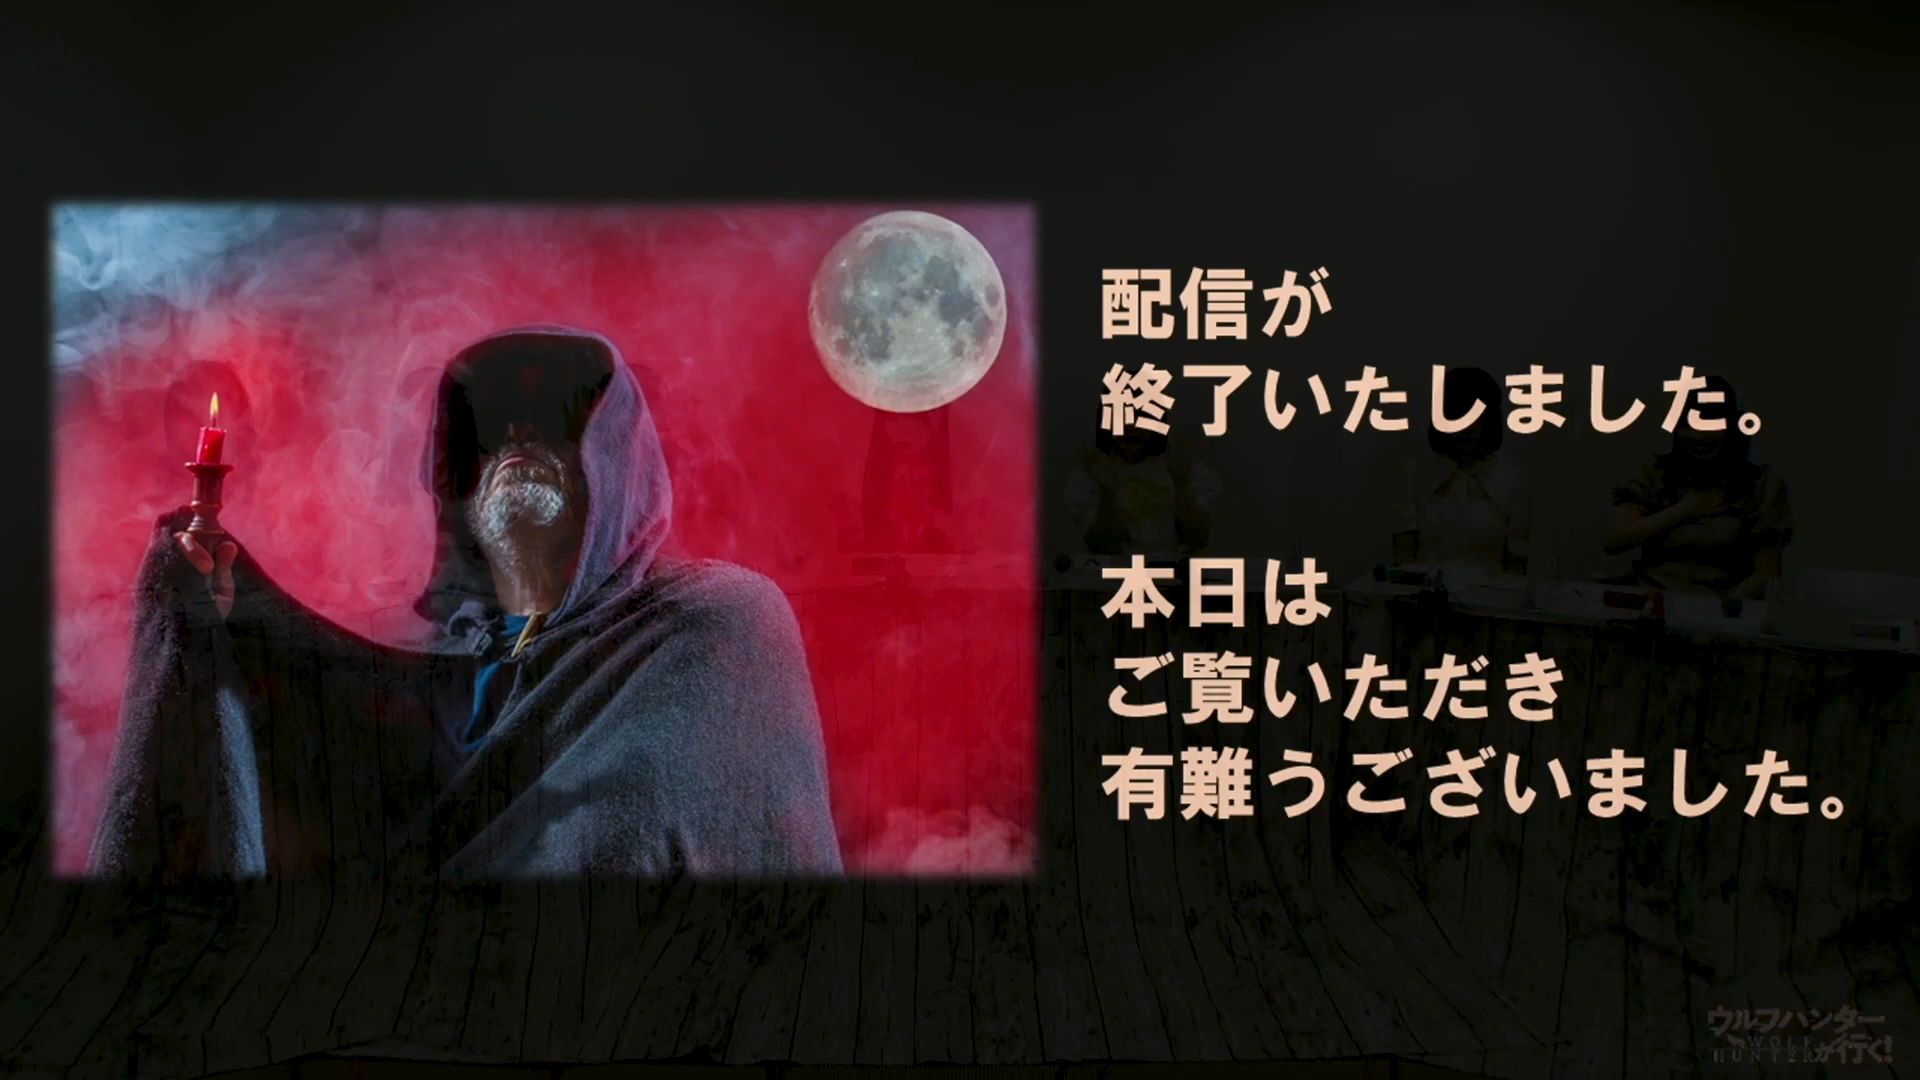 配信が
終了いたしました。
本日は
ご覧いただき
有難うございました。
ウルフハンター
WOLF
HUNTER が行く!